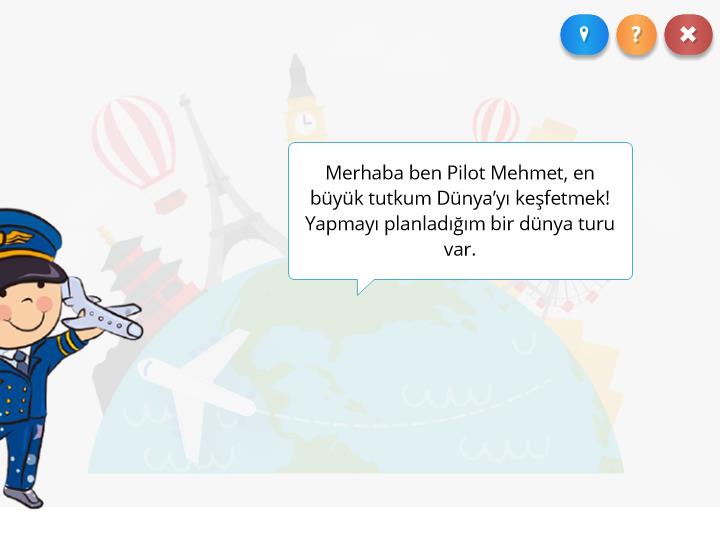 Merhaba ben Pilot Mehmet, en
büyük tutkum Dünya’yı keşfetmek!
Yapmayı planladığım bir dünya turu
var.